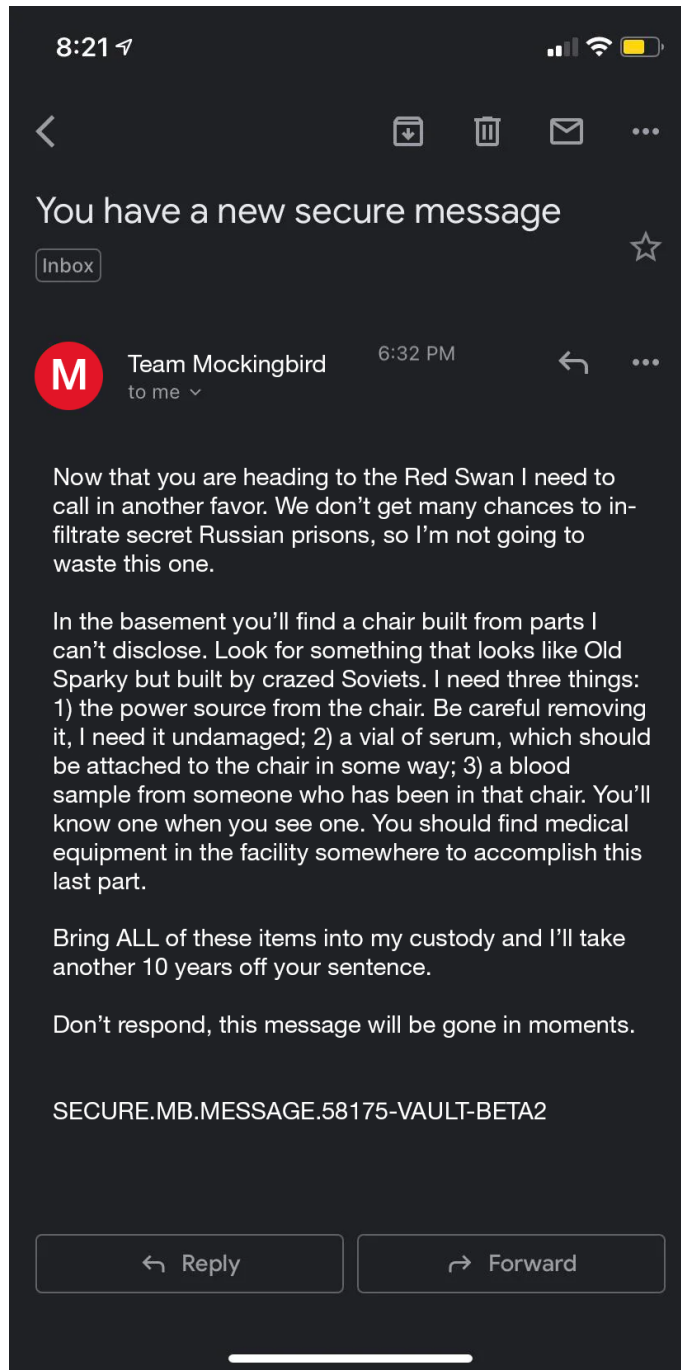 8:21
You have a new secure message
Inbox
M
Team Mockingbird
6:32 PM
to me
Now that you are heading to the Red Swan I need to
call in another favor. We don’t get many chances to in-
filtrate secret Russian prisons, so I’m not going to
waste this one.
In the basement you’ll find a chair built from parts I
can’t disclose. Look for something that looks like Old
Sparky but built by crazed Soviets. I need three things:
1) the power source from the chair. Be careful removing
it, I need it undamaged; 2) a vial of serum, which should
be attached to the chair in some way; 3) a blood
sample from someone who has been in that chair. You’ll
know one when you see one. You should find medical
equipment in the facility somewhere to accomplish this
last part.
Bring ALL of these items into my custody and I’ll take
another 10 years off your sentence.
Don’t respond, this message will be gone in moments.
SECURE.MB.MESSAGE.58175-VAULT-BETA2
Reply
Forward